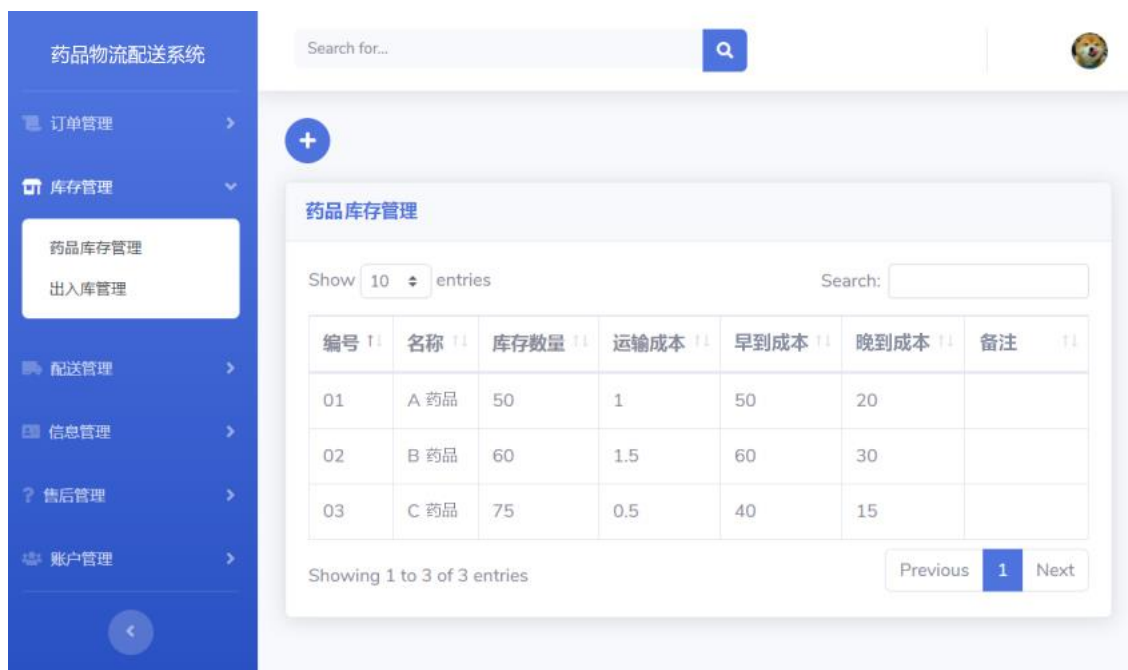 药品物流配送系统
订单管理
库存管理
药品库存管理
出入库管理
配送管理
信息管理
? 售后管理
账户管理
Search for...
药品库存管理
Show 10 entries
Search:
编号 名称 库存数量 运输成本 早到成本 晚到成本 备注
01 A 药品 50 1 50 20
02 B 药品 60 1.5 60 30
03 C 药品 75 0.5 40 15
Showing 1 to 3 of 3 entries
Previous 1 Next